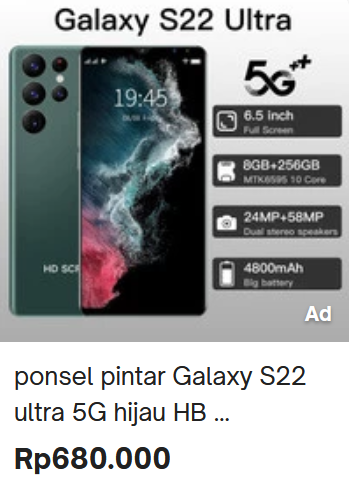 Galaxy S22 Ultra
5G++
19:45
6.5 inch
Full Screen
8GB+256GB
MTK6595 10 Core
24MP+58MP
Dual stereo speakers
4800mAh
Big battery
HD SCR
Ad
ponsel pintar Galaxy S22
ultra 5G hijau HB ...
Rp680.000